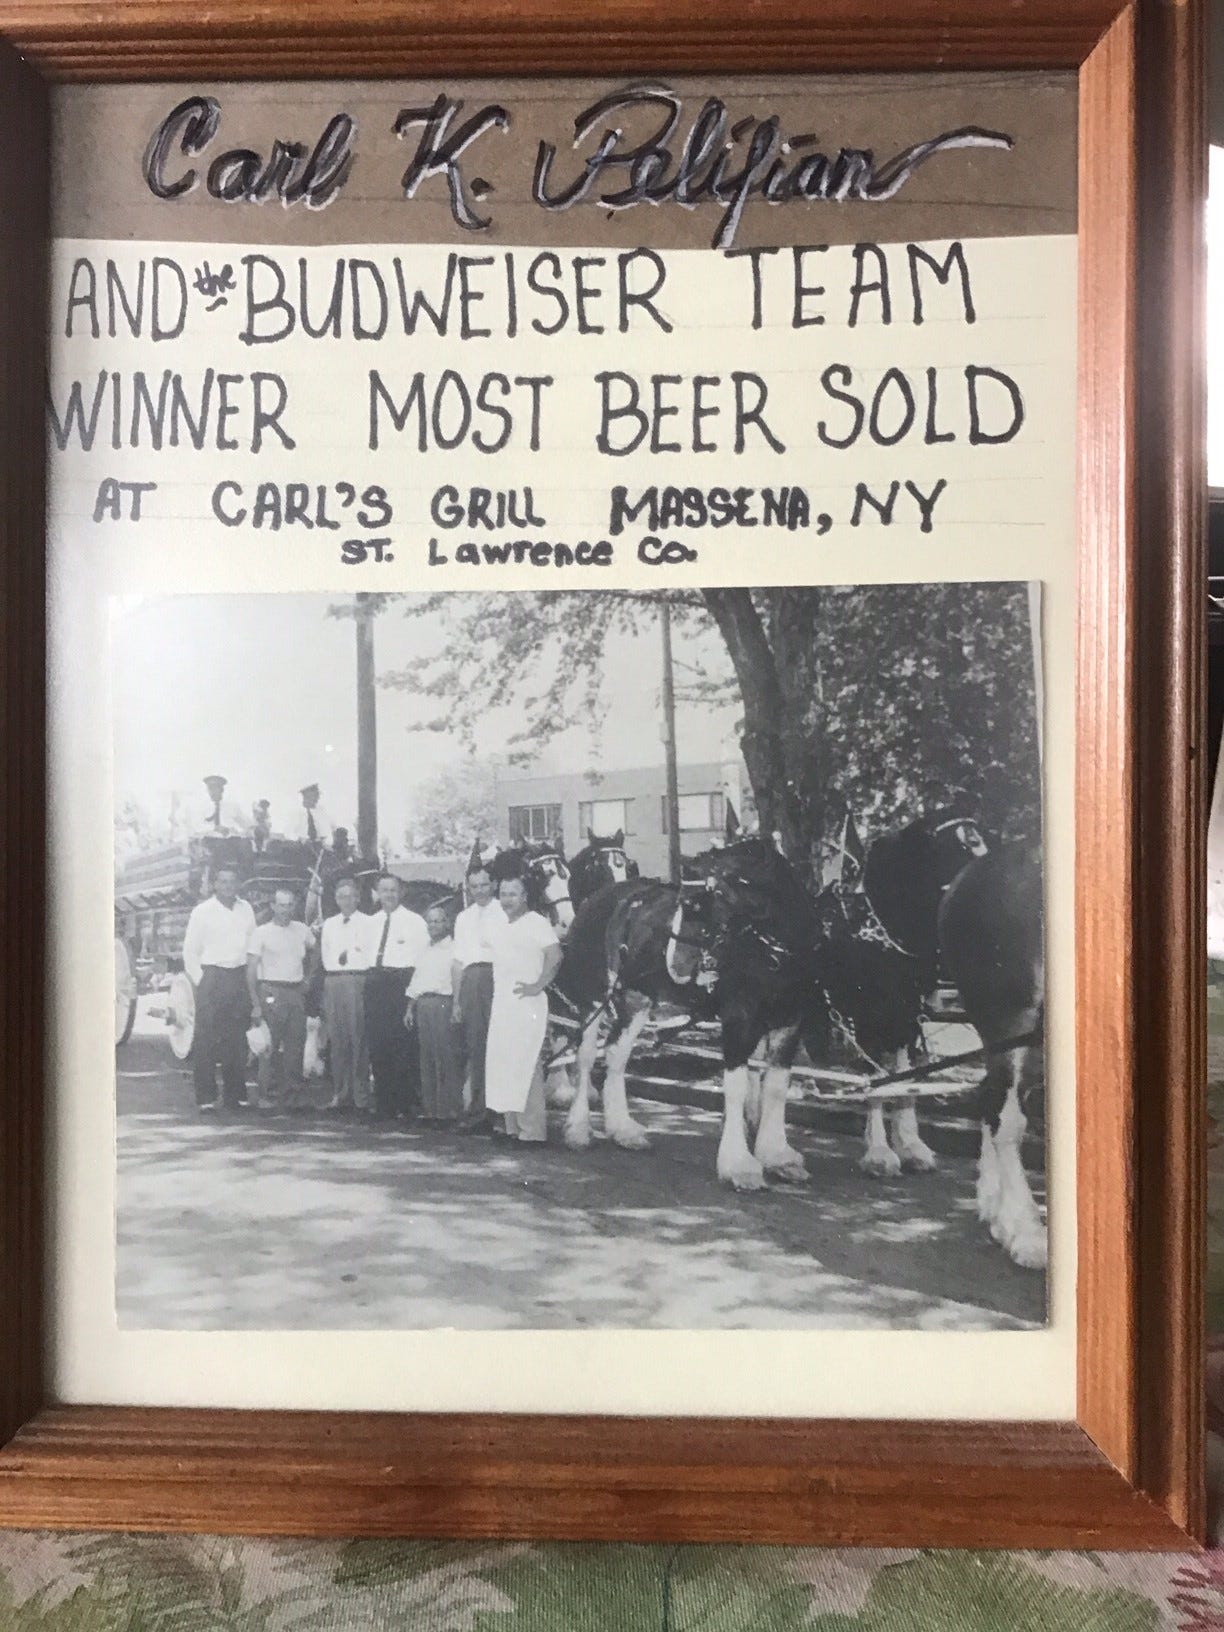 Carl K. Pelifian
AND the BUDWEISER TEAM
WINNER MOST BEER SOLD
AT CARL'S GRILL MASSENA, NY
ST. Lawrence Co.